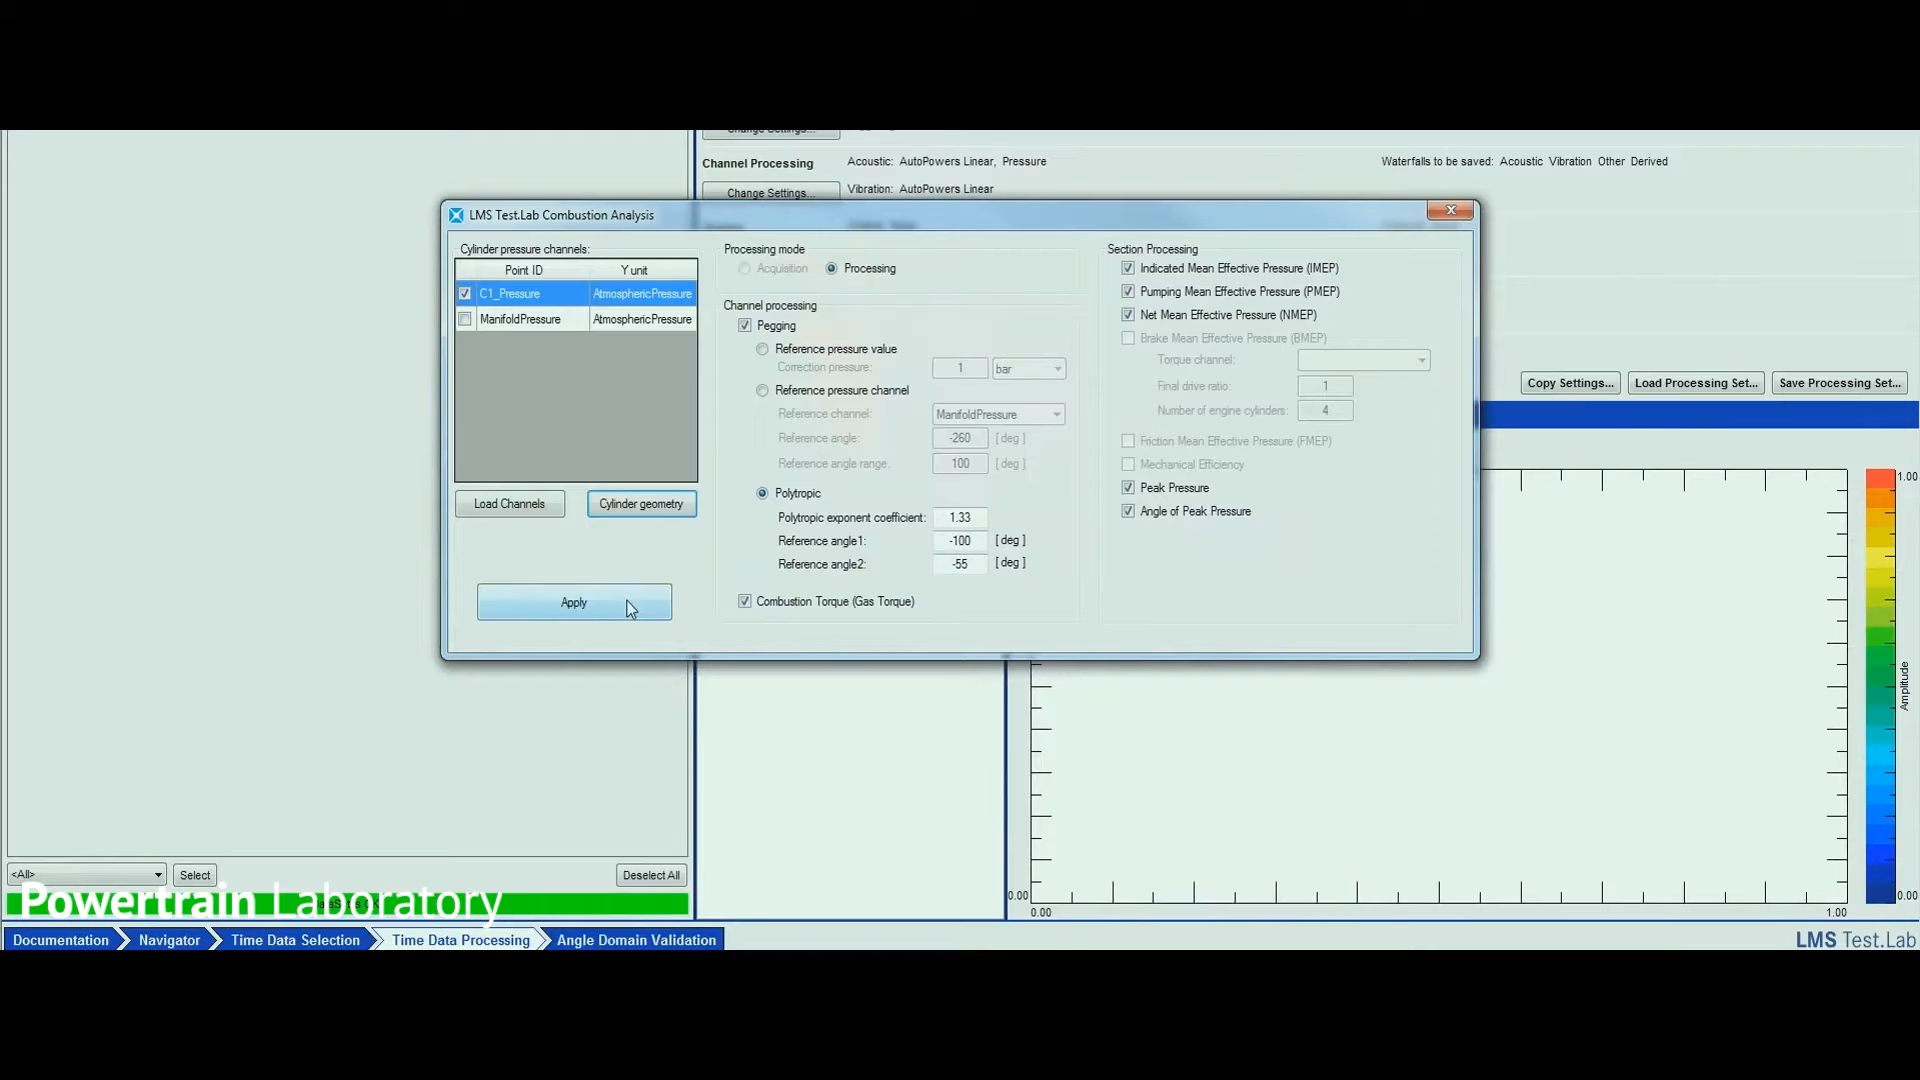 Channel Processing
Acoustic: AutoPowers Linear, Pressure
Waterfalls to be saved: Acoustic Vibration Other Derived
Change Settings...
Vibration: AutoPowers Linear
LMS Test.Lab Combustion Analysis
Cylinder pressure channels:
Point ID Y unit
C1_Pressure AtmosphericPressure
ManifoldPressure AtmosphericPressure
Load Channels
Cylinder geometry
Apply
Processing mode
Acquisition
Processing
Channel processing
Pegging
Reference pressure value
Correction pressure: 1 bar
Reference pressure channel
Reference channel: ManifoldPressure
Reference angle: -260 [ deg ]
Reference angle range: 100 [ deg ]
Polytropic
Polytropic exponent coefficient: 1.33
Reference angle1: -100 [ deg ]
Reference angle2: -55 [ deg ]
Combustion Torque (Gas Torque)
Section Processing
Indicated Mean Effective Pressure (IMEP)
Pumping Mean Effective Pressure (PMEP)
Net Mean Effective Pressure (NMEP)
Brake Mean Effective Pressure (BMEP)
Torque channel:
Final drive ratio: 1
Number of engine cylinders: 4
Friction Mean Effective Pressure (FMEP)
Mechanical Efficiency
Peak Pressure
Angle of Peak Pressure
Copy Settings...
Load Processing Set...
Save Processing Set...
1.00
Amplitude
0.00
0.00
0.00
1.00
<All>
Select
Deselect All
Powertrain Laboratory
Documentation
Navigator
Time Data Selection
Time Data Processing
Angle Domain Validation
LMS Test.Lab